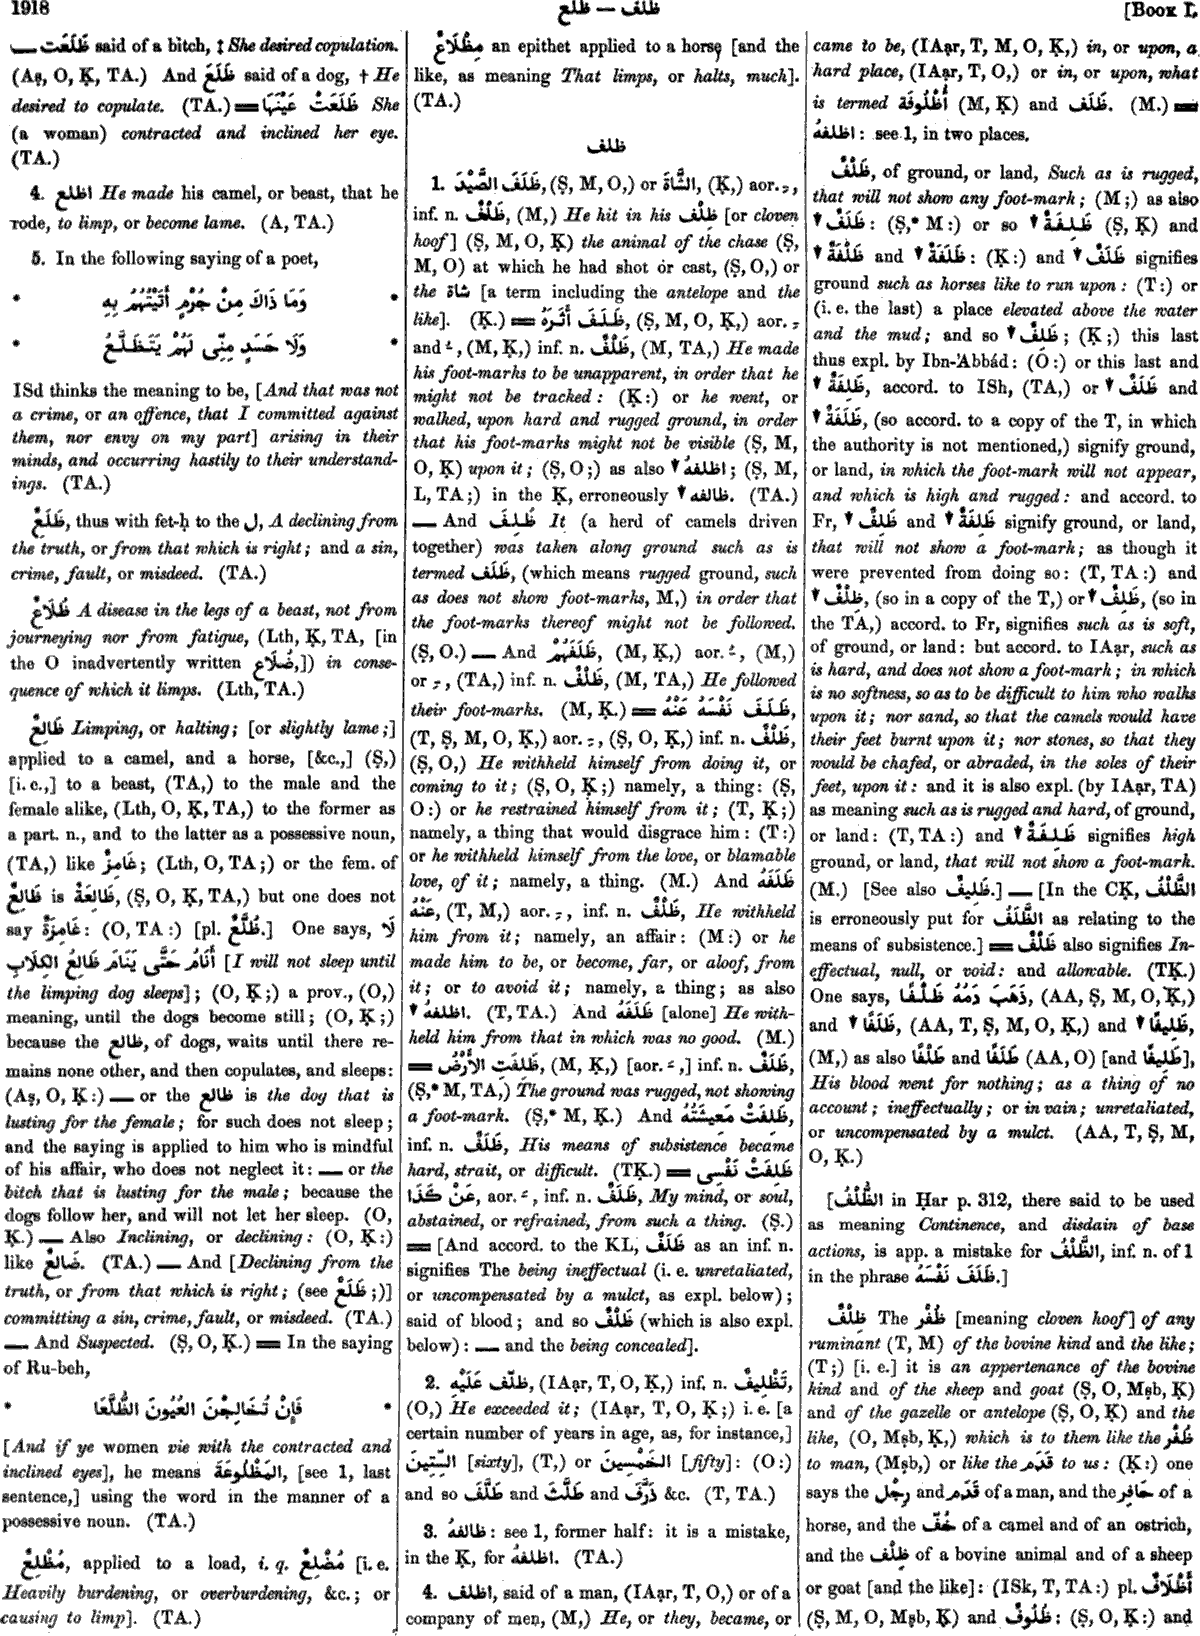 1918
ظلف — ظلع
[Book I.
— ظَلَعَت said of a bitch, ‡ She desired copulation.
(Aṣ, O, Ḳ, TA.) And ظَلَعَ said of a dog, † He
desired to copulate. (TA.) ═ ظَلَعَتْ عَيْنَهَا She
(a woman) contracted and inclined her eye.
(TA.)
4. اظلع He made his camel, or beast, that he
rode, to limp, or become lame. (A, TA.)
5. In the following saying of a poet,
* وَمَا ذَاكَ مِنْ جُرْمٍ أَتَيْتُهُمُ بِهِ *
* وَلَا حَسَدٍ مِنِّى لَهُمْ يَتَظَلَّعُ *
ISd thinks the meaning to be, [And that was not
a crime, or an offence, that I committed against
them, nor envy on my part] arising in their
minds, and occurring hastily to their understand-
ings. (TA.)
ظَلَعٌ, thus with fet-ḥ to the ل, A declining from
the truth, or from that which is right; and a sin,
crime, fault, or misdeed. (TA.)
ظُلَاعٌ A disease in the legs of a beast, not from
journeying nor from fatigue, (Lth, Ḳ, TA, [in
the O inadvertently written ضُلَاع,]) in conse-
quence of which it limps. (Lth, TA.)
ظَالِعٌ Limping, or halting; [or slightly lame;]
applied to a camel, and a horse, [&c.,] (Ṣ,)
[i. e.,] to a beast, (TA,) to the male and the
female alike, (Lth, O, Ḳ, TA,) to the former as
a part. n., and to the latter as a possessive noun,
(TA,) like غَامِزٌ; (Lth, O, TA;) or the fem. of
ظَالِعٌ is ظَالِعَةٌ, (Ṣ, O, Ḳ, TA,) but one does not
say غَامِزَةٌ: (O, TA:) [pl. ظُلَّعٌ.] One says, لَا
أَنَامُ حَتَّى يَنَامَ ظَالِعُ الكِلَابِ [I will not sleep until
the limping dog sleeps]; (O, Ḳ;) a prov., (O,)
meaning, until the dogs become still; (O, Ḳ;)
because the ظالع, of dogs, waits until there re-
mains none other, and then copulates, and sleeps:
(Aṣ, O, Ḳ:) — or the ظالع is the dog that is
lusting for the female; for such does not sleep;
and the saying is applied to him who is mindful
of his affair, who does not neglect it: — or the
bitch that is lusting for the male; because the
dogs follow her, and will not let her sleep. (O,
Ḳ.) — Also Inclining, or declining: (O, Ḳ:)
like ضَالِعٌ. (TA.) — And [Declining from the
truth, or from that which is right; (see ظَلَعٌ;)]
committing a sin, crime, fault, or misdeed. (TA.)
— And Suspected. (Ṣ, O, Ḳ.) ═ In the saying
of Ru-beh,
* فَإِنْ تُخَالِجْنَ العُيُونَ الظُّلَّعَا *
[And if ye women vie with the contracted and
inclined eyes], he means المَظْلُوعَةَ, [see 1, last
sentence,] using the word in the manner of a
possessive noun. (TA.)
مُظْلِعٌ, applied to a load, i. q. مُضْلِعٌ [i. e.
Heavily burdening, or overburdening, &c.; or
causing to limp]. (TA.)
مِظْلَاعٌ an epithet applied to a horse [and the
like, as meaning That limps, or halts, much].
(TA.)
ظلف
1. ظَلَفَ الصَّيْدَ, (Ṣ, M, O,) or الشَّاةَ, (Ḳ,) aor. ـِ,
inf. n. ظَلْفٌ, (M,) He hit in his ظِلْف [or cloven
hoof] (Ṣ, M, O, Ḳ) the animal of the chase (Ṣ,
M, O) at which he had shot or cast, (Ṣ, O,) or
the شاة [a term including the antelope and the
like]. (Ḳ.) ═ ظَلَفَ أَثَرَهُ, (Ṣ, M, O, Ḳ,) aor. ـِ
and ـُ, (M, Ḳ,) inf. n. ظَلْفٌ, (M, TA,) He made
his foot-marks to be unapparent, in order that he
might not be tracked: (Ḳ:) or he went, or
walked, upon hard and rugged ground, in order
that his foot-marks might not be visible (Ṣ, M,
O, Ḳ) upon it; (Ṣ, O;) as also ▼ اظلفهُ; (Ṣ, M,
L, TA;) in the Ḳ, erroneously ▼ ظالفه. (TA.)
— And ظُلِفَ It (a herd of camels driven
together) was taken along ground such as is
termed ظَلَف, (which means rugged ground, such
as does not show foot-marks, M,) in order that
the foot-marks thereof might not be followed.
(Ṣ, O.) — And ظَلَفَهُمْ, (M, Ḳ,) aor. ـُ, (M,)
or ـِ, (TA,) inf. n. ظَلْفٌ, (M, TA,) He followed
their foot-marks. (M, Ḳ.) ═ ظَلَفَ نَفْسَهُ عَنْهُ,
(T, Ṣ, M, O, Ḳ,) aor. ـِ, (Ṣ, O, Ḳ,) inf. n. ظَلْفٌ,
(Ṣ, O,) He withheld himself from doing it, or
coming to it; (Ṣ, O, Ḳ;) namely, a thing: (Ṣ,
O:) or he restrained himself from it; (T, Ḳ;)
namely, a thing that would disgrace him: (T:)
or he withheld himself from the love, or blamable
love, of it; namely, a thing. (M.) And ظَلَفَهُ
عَنْهُ, (T, M,) aor. ـِ, inf. n. ظَلْفٌ, He withheld
him from it; namely, an affair: (M:) or he
made him to be, or become, far, or aloof, from
it; or to avoid it; namely, a thing; as also
▼ اظلفهُ. (T, TA.) And ظَلَفَهُ [alone] He with-
held him from that in which was no good. (M.)
═ ظَلِفَتِ الأَرْضُ, (M, Ḳ,) [aor. ـَ,] inf. n. ظَلَفٌ,
(Ṣ,* M, TA,) The ground was rugged, not showing
a foot-mark. (Ṣ,* M, Ḳ.) And ظَلِفَتْ مَعِيشَتُهُ,
inf. n. ظَلَفٌ, His means of subsistence became
hard, strait, or difficult. (TḲ.) ═ ظَلِفَتْ نَفْسِى
عَنْ كَذَا, aor. ـَ, inf. n. ظَلَفٌ, My mind, or soul,
abstained, or refrained, from such a thing. (Ṣ.)
═ [And accord. to the KL, ظَلَفٌ as an inf. n.
signifies The being ineffectual (i. e. unretaliated,
or uncompensated by a mulct, as expl. below);
said of blood; and so ظَلْفٌ (which is also expl.
below): — and the being concealed].
2. ظلّف عَلَيْهِ, (IAạr, T, O, Ḳ,) inf. n. تَظْلِيفٌ,
(O,) He exceeded it; (IAạr, T, O, Ḳ;) i. e. [a
certain number of years in age, as, for instance,]
السِّتِّينَ [sixty], (T,) or الخَمْسِينَ [fifty]: (O:)
and so طَلَّفَ and طَلَّثَ and ذَرَّفَ &c. (T, TA.)
3. ظالفهُ: see 1, former half: it is a mistake,
in the Ḳ, for اظلفهُ. (TA.)
4. اظلف, said of a man, (IAạr, T, O,) or of a
company of men, (M,) He, or they, became, or
came to be, (IAạr, T, M, O, Ḳ,) in, or upon, a
hard place, (IAạr, T, O,) or in, or upon, what
is termed أُظْلُوفَة (M, Ḳ) and ظَلَف. (M.) ═
اظلفهُ: see 1, in two places.
ظَلْفٌ, of ground, or land, Such as is rugged,
that will not show any foot-mark; (M;) as also
▼ ظَلَفٌ: (Ṣ,* M:) or so ▼ ظَلِفَةٌ (Ṣ, Ḳ) and
▼ ظَلَفَةٌ and ▼ ظَلْفَةٌ: (Ḳ:) and ▼ ظَلَفٌ signifies
ground such as horses like to run upon: (T:) or
(i. e. the last) a place elevated above the water
and the mud; and so ▼ ظَلِفٌ; (Ḳ;) this last
thus expl. by Ibn-'Abbád: (O:) or this last and
▼ ظَلِفَةٌ, accord. to ISh, (TA,) or ▼ ظَلَفٌ and
▼ ظَلَفَةٌ, (so accord. to a copy of the T, in which
the authority is not mentioned,) signify ground,
or land, in which the foot-mark will not appear,
and which is high and rugged: and accord. to
Fr, ▼ ظَلِفٌ and ▼ ظَلِفَةٌ signify ground, or land,
that will not show a foot-mark; as though it
were prevented from doing so: (T, TA:) and
▼ ظِلْفٌ, (so in a copy of the T,) or ▼ ظَلَفٌ, (so in
the TA,) accord. to Fr, signifies such as is soft,
of ground, or land: but accord. to IAạr, such as
is hard, and does not show a foot-mark; in which
is no softness, so as to be difficult to him who walks
upon it; nor sand, so that the camels would have
their feet burnt upon it; nor stones, so that they
would be chafed, or abraded, in the soles of their
feet, upon it: and it is also expl. (by IAạr, TA)
as meaning such as is rugged and hard, of ground,
or land: (T, TA:) and ▼ ظَلِفَةٌ signifies high
ground, or land, that will not show a foot-mark.
(M.) [See also ظَلِيفٌ.] — [In the CḲ, الظَّلْفُ
is erroneously put for الظَّلَفُ as relating to the
means of subsistence.] ═ ظَلْفٌ also signifies In-
effectual, null, or void: and allowable. (TḲ.)
One says, ذَهَبَ دَمُهُ ظَلْفًا, (AA, Ṣ, M, O, Ḳ,)
and ▼ ظَلَفًا, (AA, T, Ṣ, M, O, Ḳ,) and ▼ ظَلِيفًا,
(M,) as also طَلْفًا and طَلَفًا (AA, O) [and طَلِيفًا],
His blood went for nothing; as a thing of no
account; ineffectually; or in vain; unretaliated,
or uncompensated by a mulct. (AA, T, Ṣ, M,
O, Ḳ.)
[الظُّلْفُ in Ḥar p. 312, there said to be used
as meaning Continence, and disdain of base
actions, is app. a mistake for الظَّلْفُ, inf. n. of 1
in the phrase ظَلَفَ نَفْسَهُ.]
ظِلْفٌ The ظُفْر [meaning cloven hoof] of any
ruminant (T, M) of the bovine kind and the like;
(T;) [i. e.] it is an appertenance of the bovine
kind and of the sheep and goat (Ṣ, O, Mṣb, Ḳ)
and of the gazelle or antelope (Ṣ, O, Ḳ) and the
like, (O, Mṣb, Ḳ,) which is to them like the ظُفْر
to man, (Mṣb,) or like the قَدَم to us: (Ḳ:) one
says the رِجْل and قَدَم of a man, and the حَافِر of a
horse, and the خُفّ of a camel and of an ostrich,
and the ظِلْف of a bovine animal and of a sheep
or goat [and the like]: (ISk, T, TA:) pl. أَظْلَافٌ
(Ṣ, M, O, Mṣb, Ḳ) and ظُلُوفٌ: (Ṣ, O, Ḳ:) and